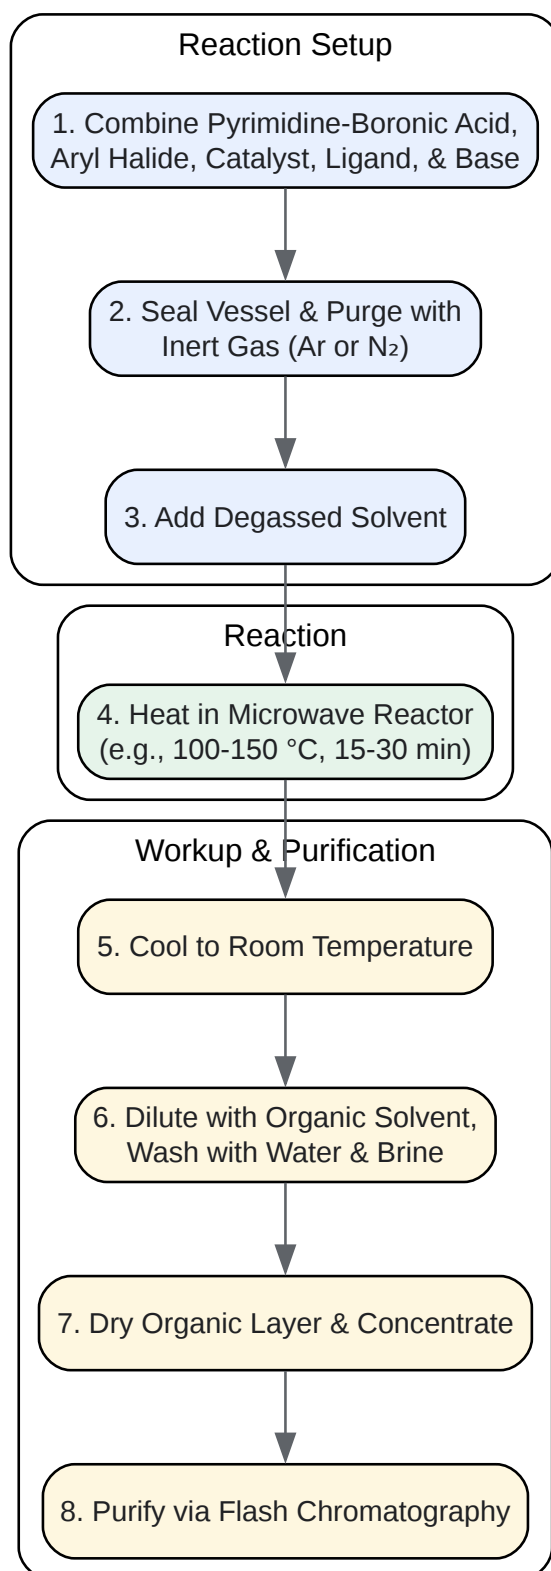 Reaction Setup
1. Combine Pyrimidine-Boronic Acid,
Aryl Halide, Catalyst, Ligand, & Base
2. Seal Vessel & Purge with
Inert Gas (Ar or N₂)
3. Add Degassed Solvent
Reaction
4. Heat in Microwave Reactor
(e.g., 100-150 °C, 15-30 min)
Workup & Purification
5. Cool to Room Temperature
6. Dilute with Organic Solvent,
Wash with Water & Brine
7. Dry Organic Layer & Concentrate
8. Purify via Flash Chromatography